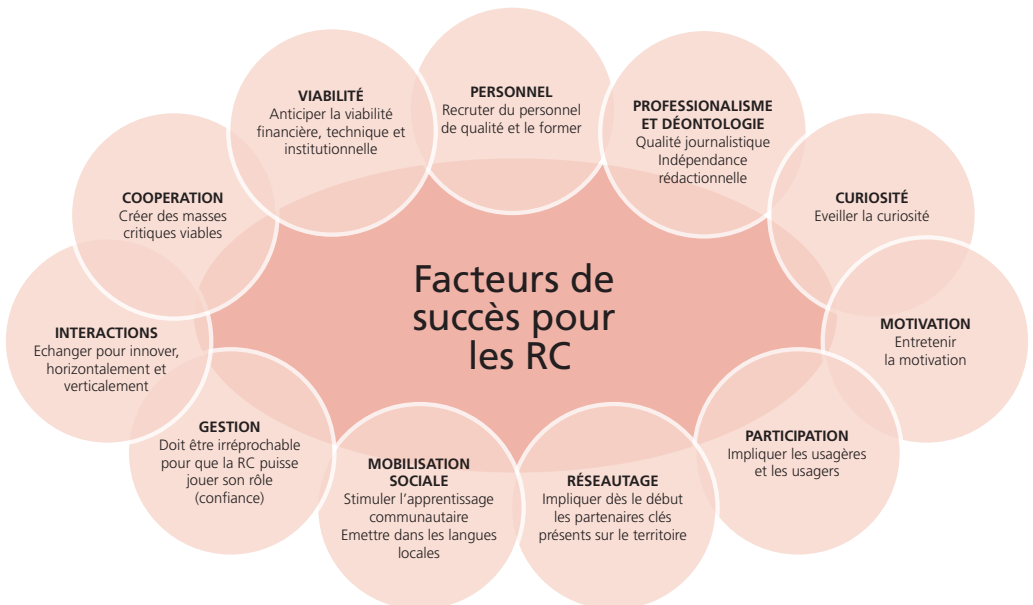 Facteurs de
succès pour
les RC
PERSONNEL
Recruter du personnel
de qualité et le former
PROFESSIONALISME
ET DÉONTOLOGIE
Qualité journalistique
Indépendance
rédactionnelle
CURIOSITÉ
Eveiller la curiosité
MOTIVATION
Entretenir
la motivation
PARTICIPATION
Impliquer les usagères
et les usagers
RÉSEAUTAGE
Impliquer dès le début
les partenaires clés
présents sur le territoire
MOBILISATION
SOCIALE
Stimuler l'apprentissage
communautaire
Emettre dans les langues
locales
GESTION
Doit être irréprochable
pour que la RC puisse
jouer son rôle
(confiance)
INTERACTIONS
Echanger pour innover,
horizontalement et
verticalement
COOPERATION
Créer des masses
critiques viables
VIABILITÉ
Anticiper la viabilité
financière, technique et
institutionnelle